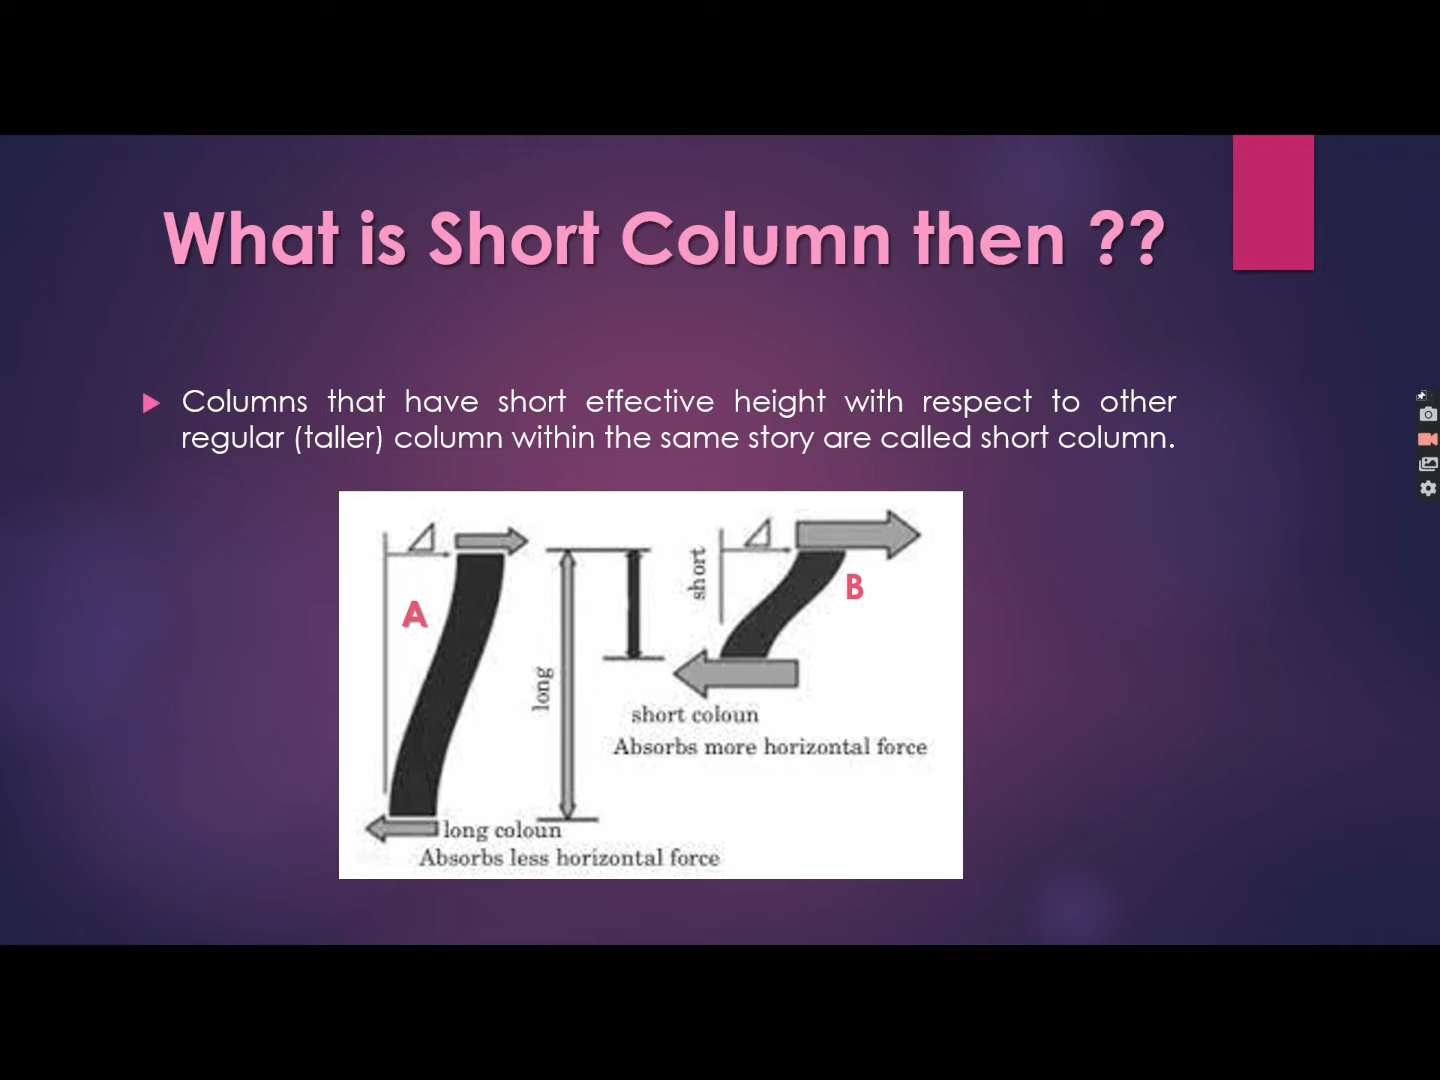 What is Short Column then ??
Columns that have short effective height with respect to other
regular (taller) column within the same story are called short column.
A
long
short
B
short coloun
Absorbs more horizontal force
long coloun
Absorbs less horizontal force